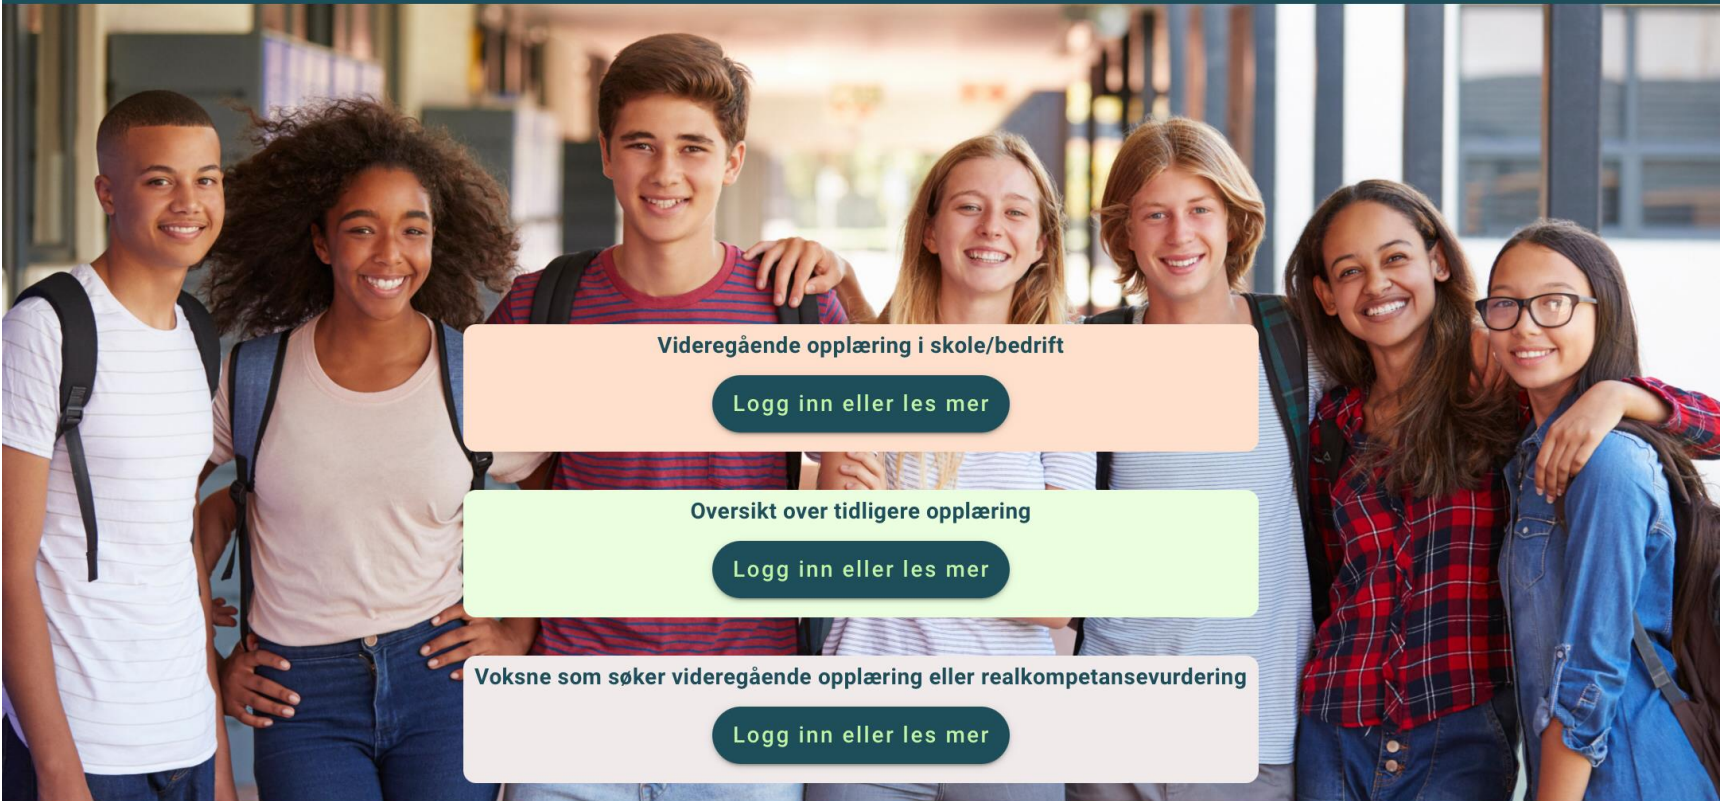 Videregående opplæring i skole/bedrift
Logg inn eller les mer
Oversikt over tidligere opplæring
Logg inn eller les mer
Voksne som søker videregående opplæring eller realkompetansevurdering
Logg inn eller les mer